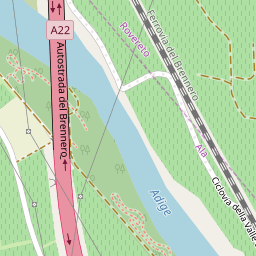 A22
Autostrada del Brennero
Rovereto
Ferrovia del Brennero
Ala
Adige
Ciclovia della Valle